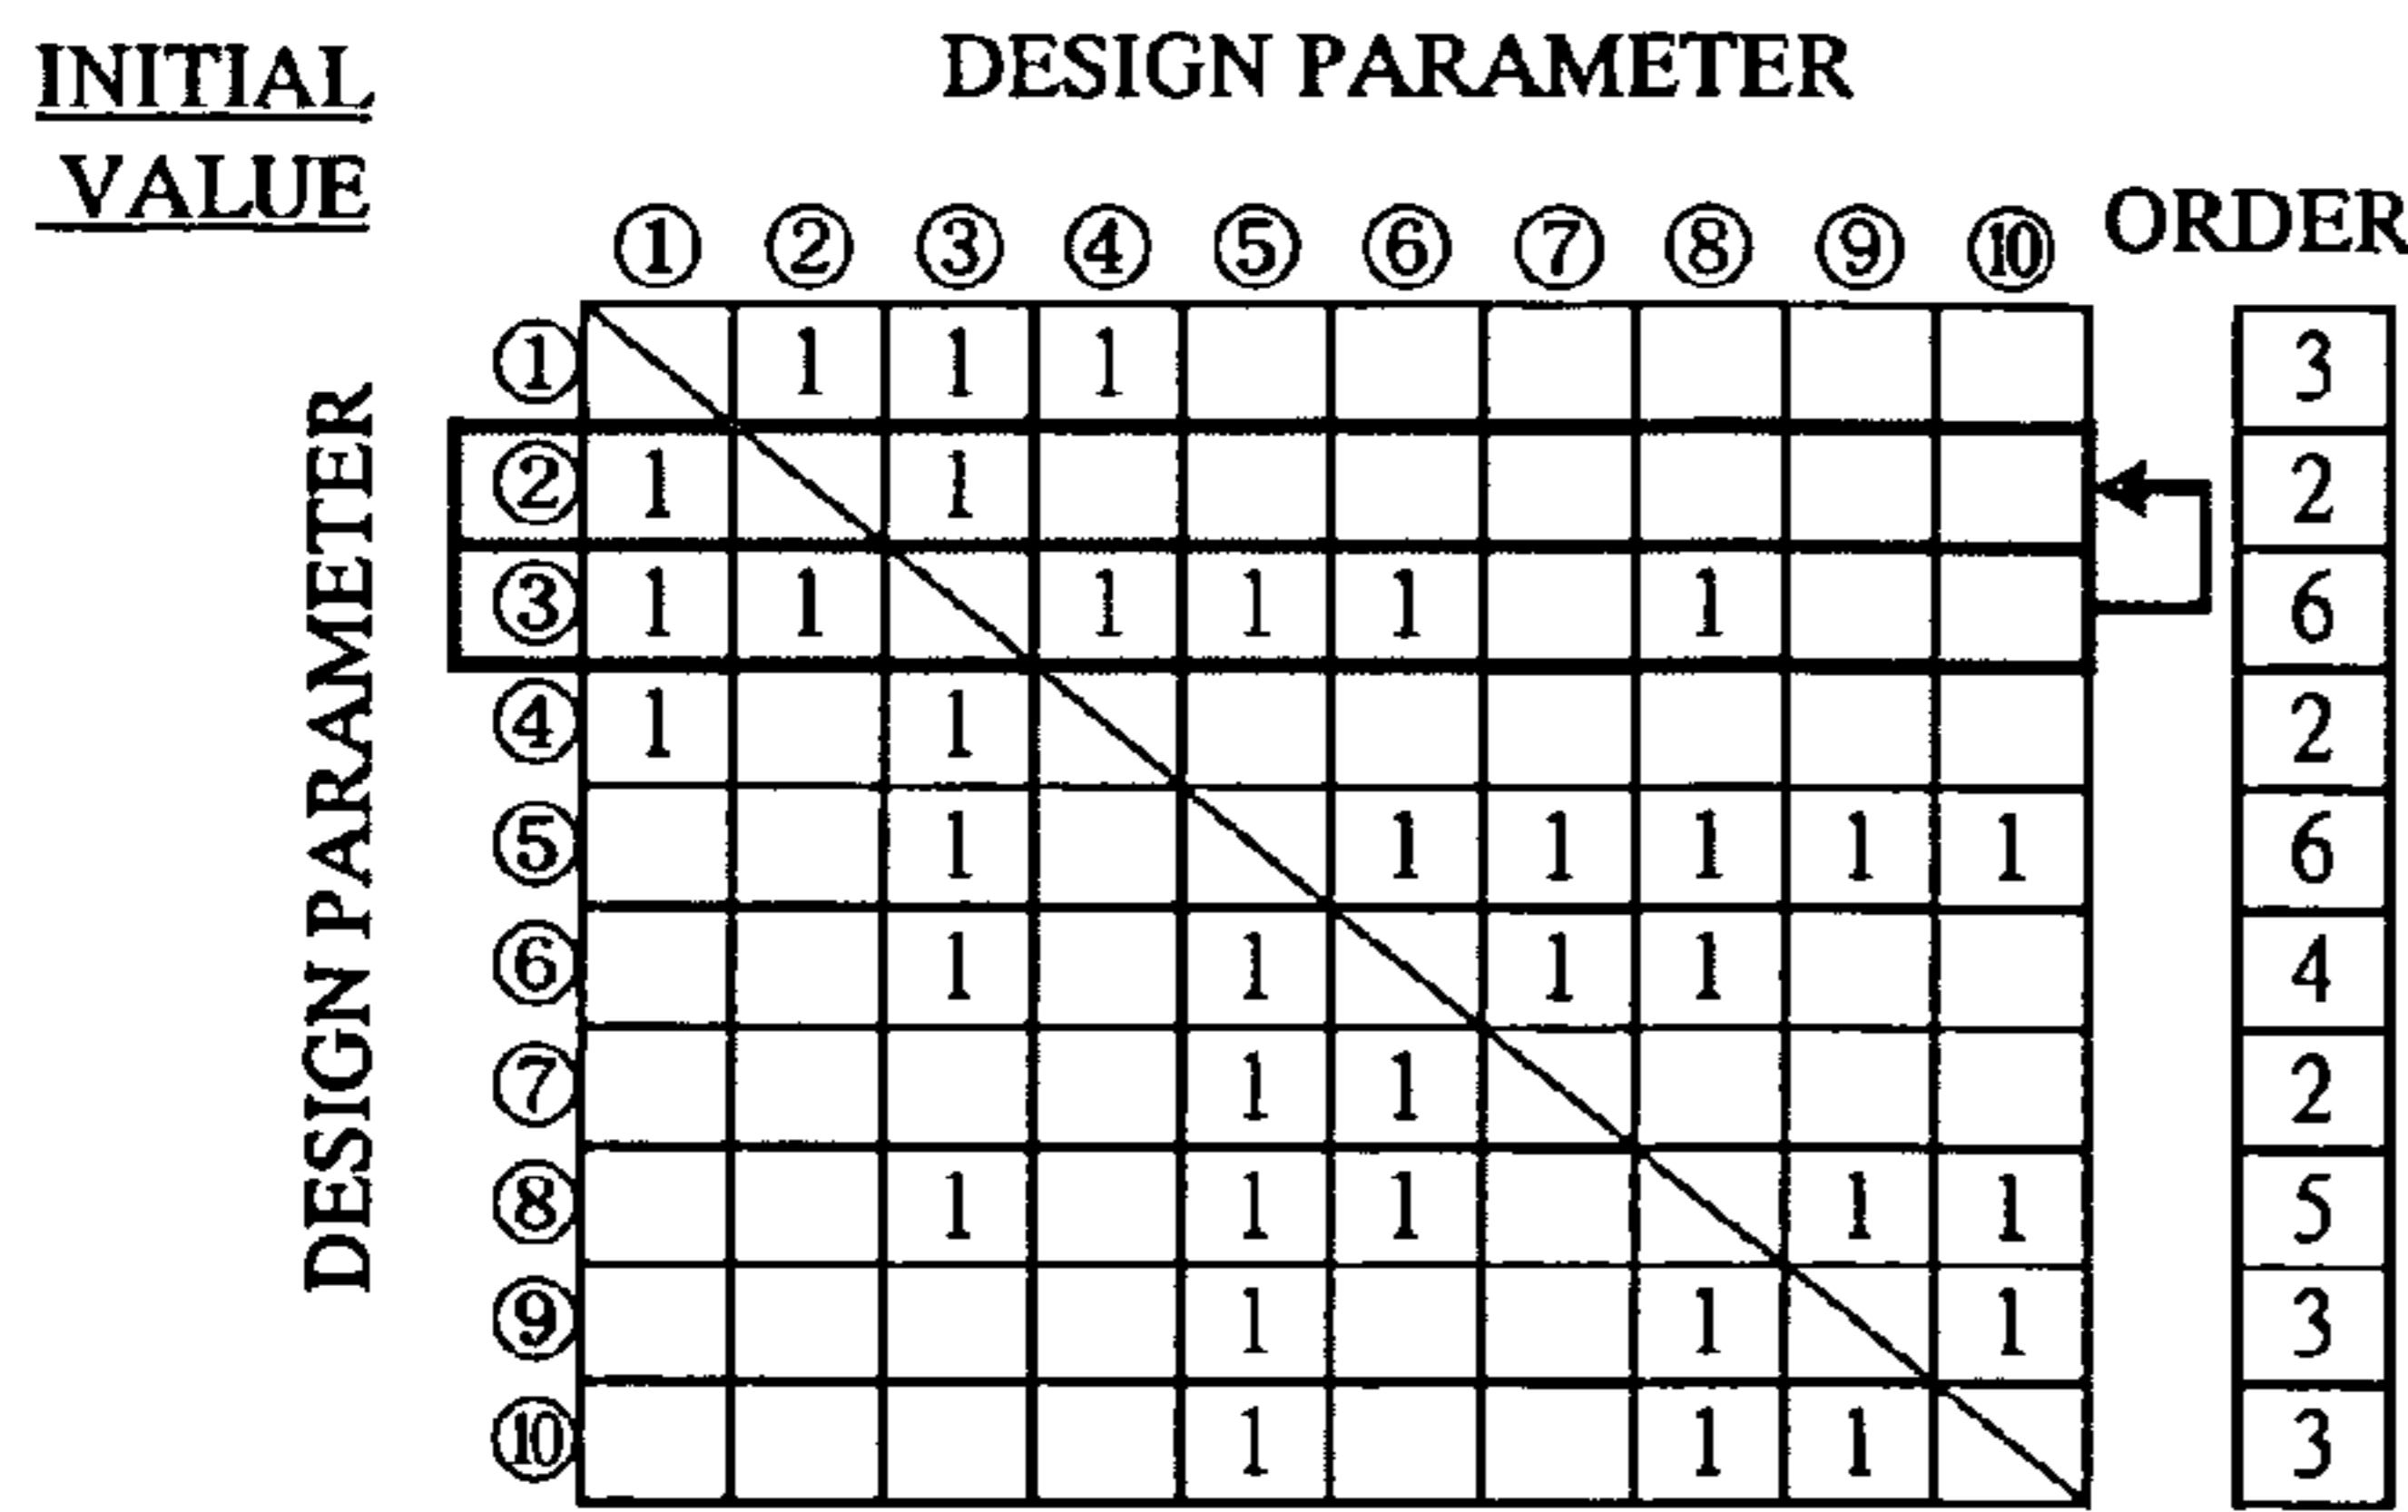 INITIAL
VALUE
DESIGN PARAMETER
① ② ③ ④ ⑤ ⑥ ⑦ ⑧ ⑨ ⑩ ORDER
DESIGN PARAMETER
① 1 1 1 3
② 1 1 2
③ 1 1 1 1 1 1 6
④ 1 1 2
⑤ 1 1 1 1 1 1 6
⑥ 1 1 1 1 4
⑦ 1 1 2
⑧ 1 1 1 1 1 5
⑨ 1 1 1 3
⑩ 1 1 1 3